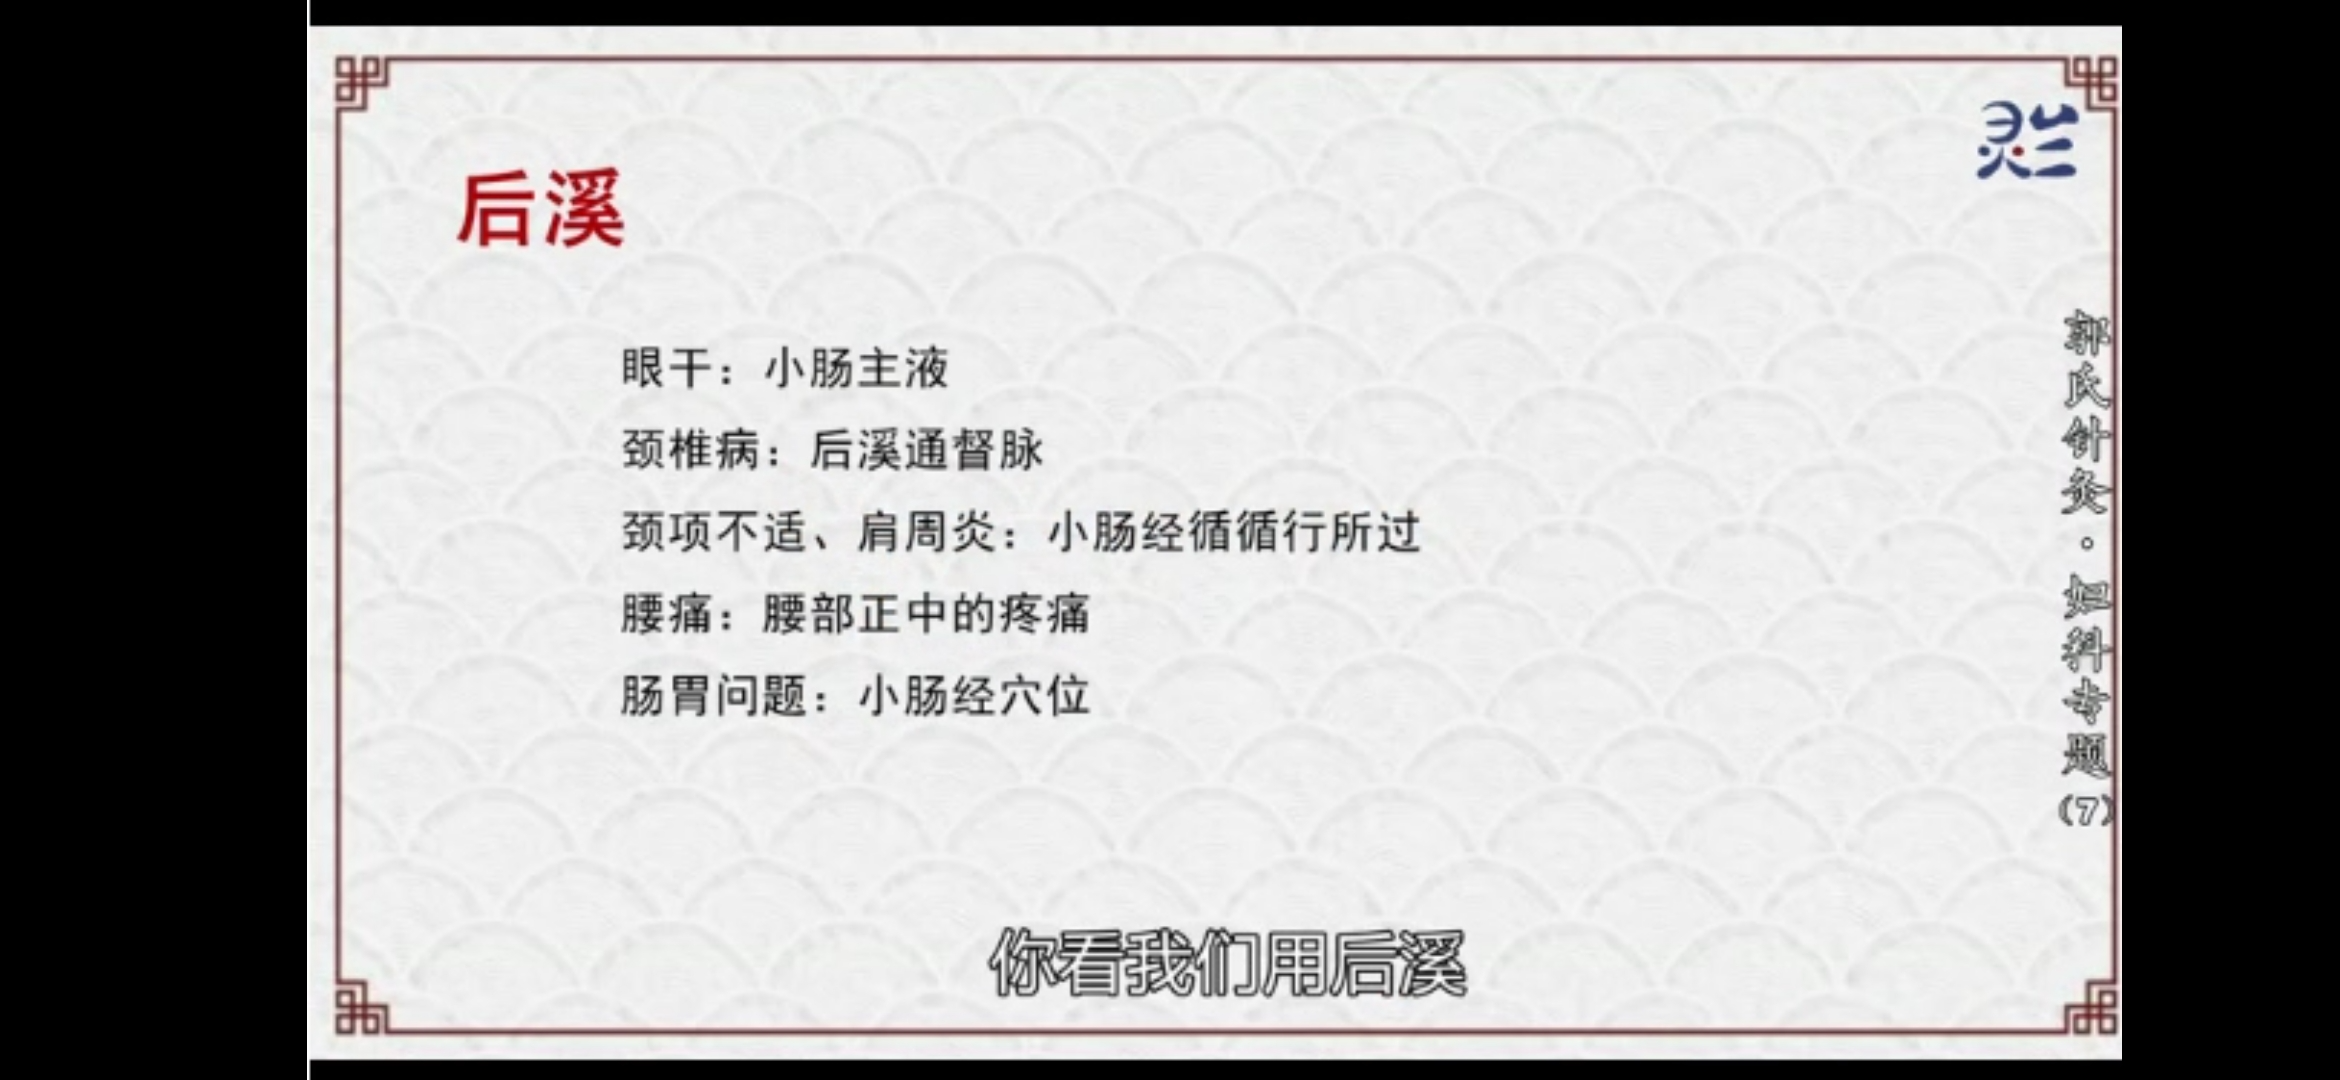 后溪
眼干：小肠主液
颈椎病：后溪通督脉
颈项不适、肩周炎：小肠经循循行所过
腰痛：腰部正中的疼痛
肠胃问题：小肠经穴位
郭氏针灸·妇科专题(7)
你看我们用后溪